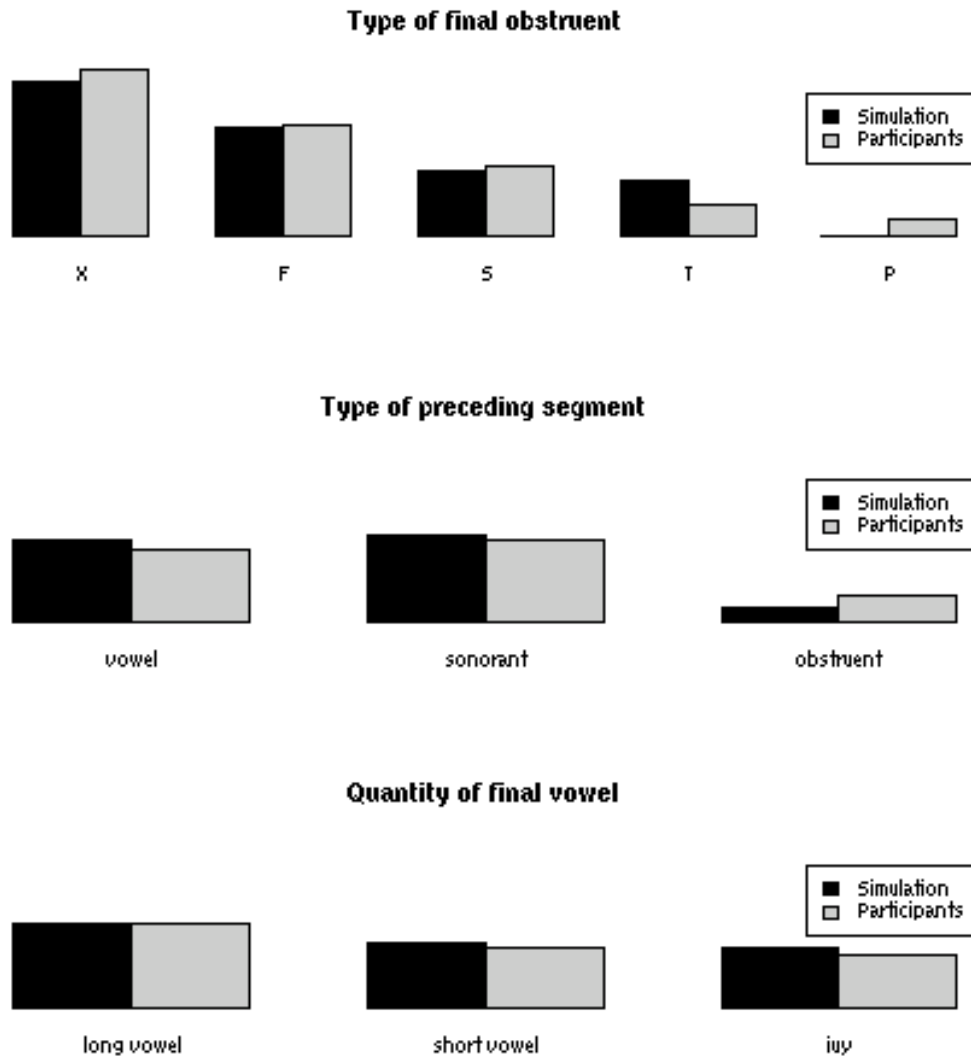 Type of final obstruent
Simulation
Participants
X F S T P
Type of preceding segment
Simulation
Participants
vowel sonorant obstruent
Quantity of final vowel
Simulation
Participants
long vowel short vowel iuy